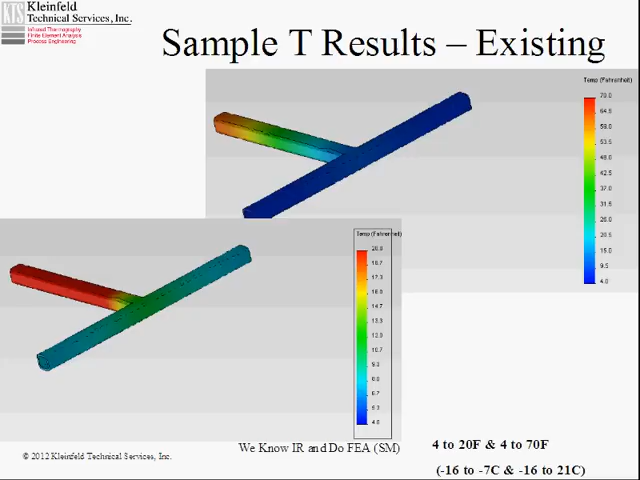 KTS
Kleinfeld
Technical Services, Inc.
Infrared Thermography
Finite Element Analysis
Process Engineering
Sample T Results – Existing
Temp (Fahrenheit)
70.0
64.5
59.0
53.5
48.0
42.5
37.0
31.5
26.0
20.5
15.0
9.5
4.0
Temp (Fahrenheit)
20.0
18.7
17.3
16.0
14.7
13.3
12.0
10.7
9.3
8.0
6.7
5.3
4.0
We Know IR and Do FEA (SM)
4 to 20F & 4 to 70F
© 2012 Kleinfeld Technical Services, Inc.
(-16 to -7C & -16 to 21C)